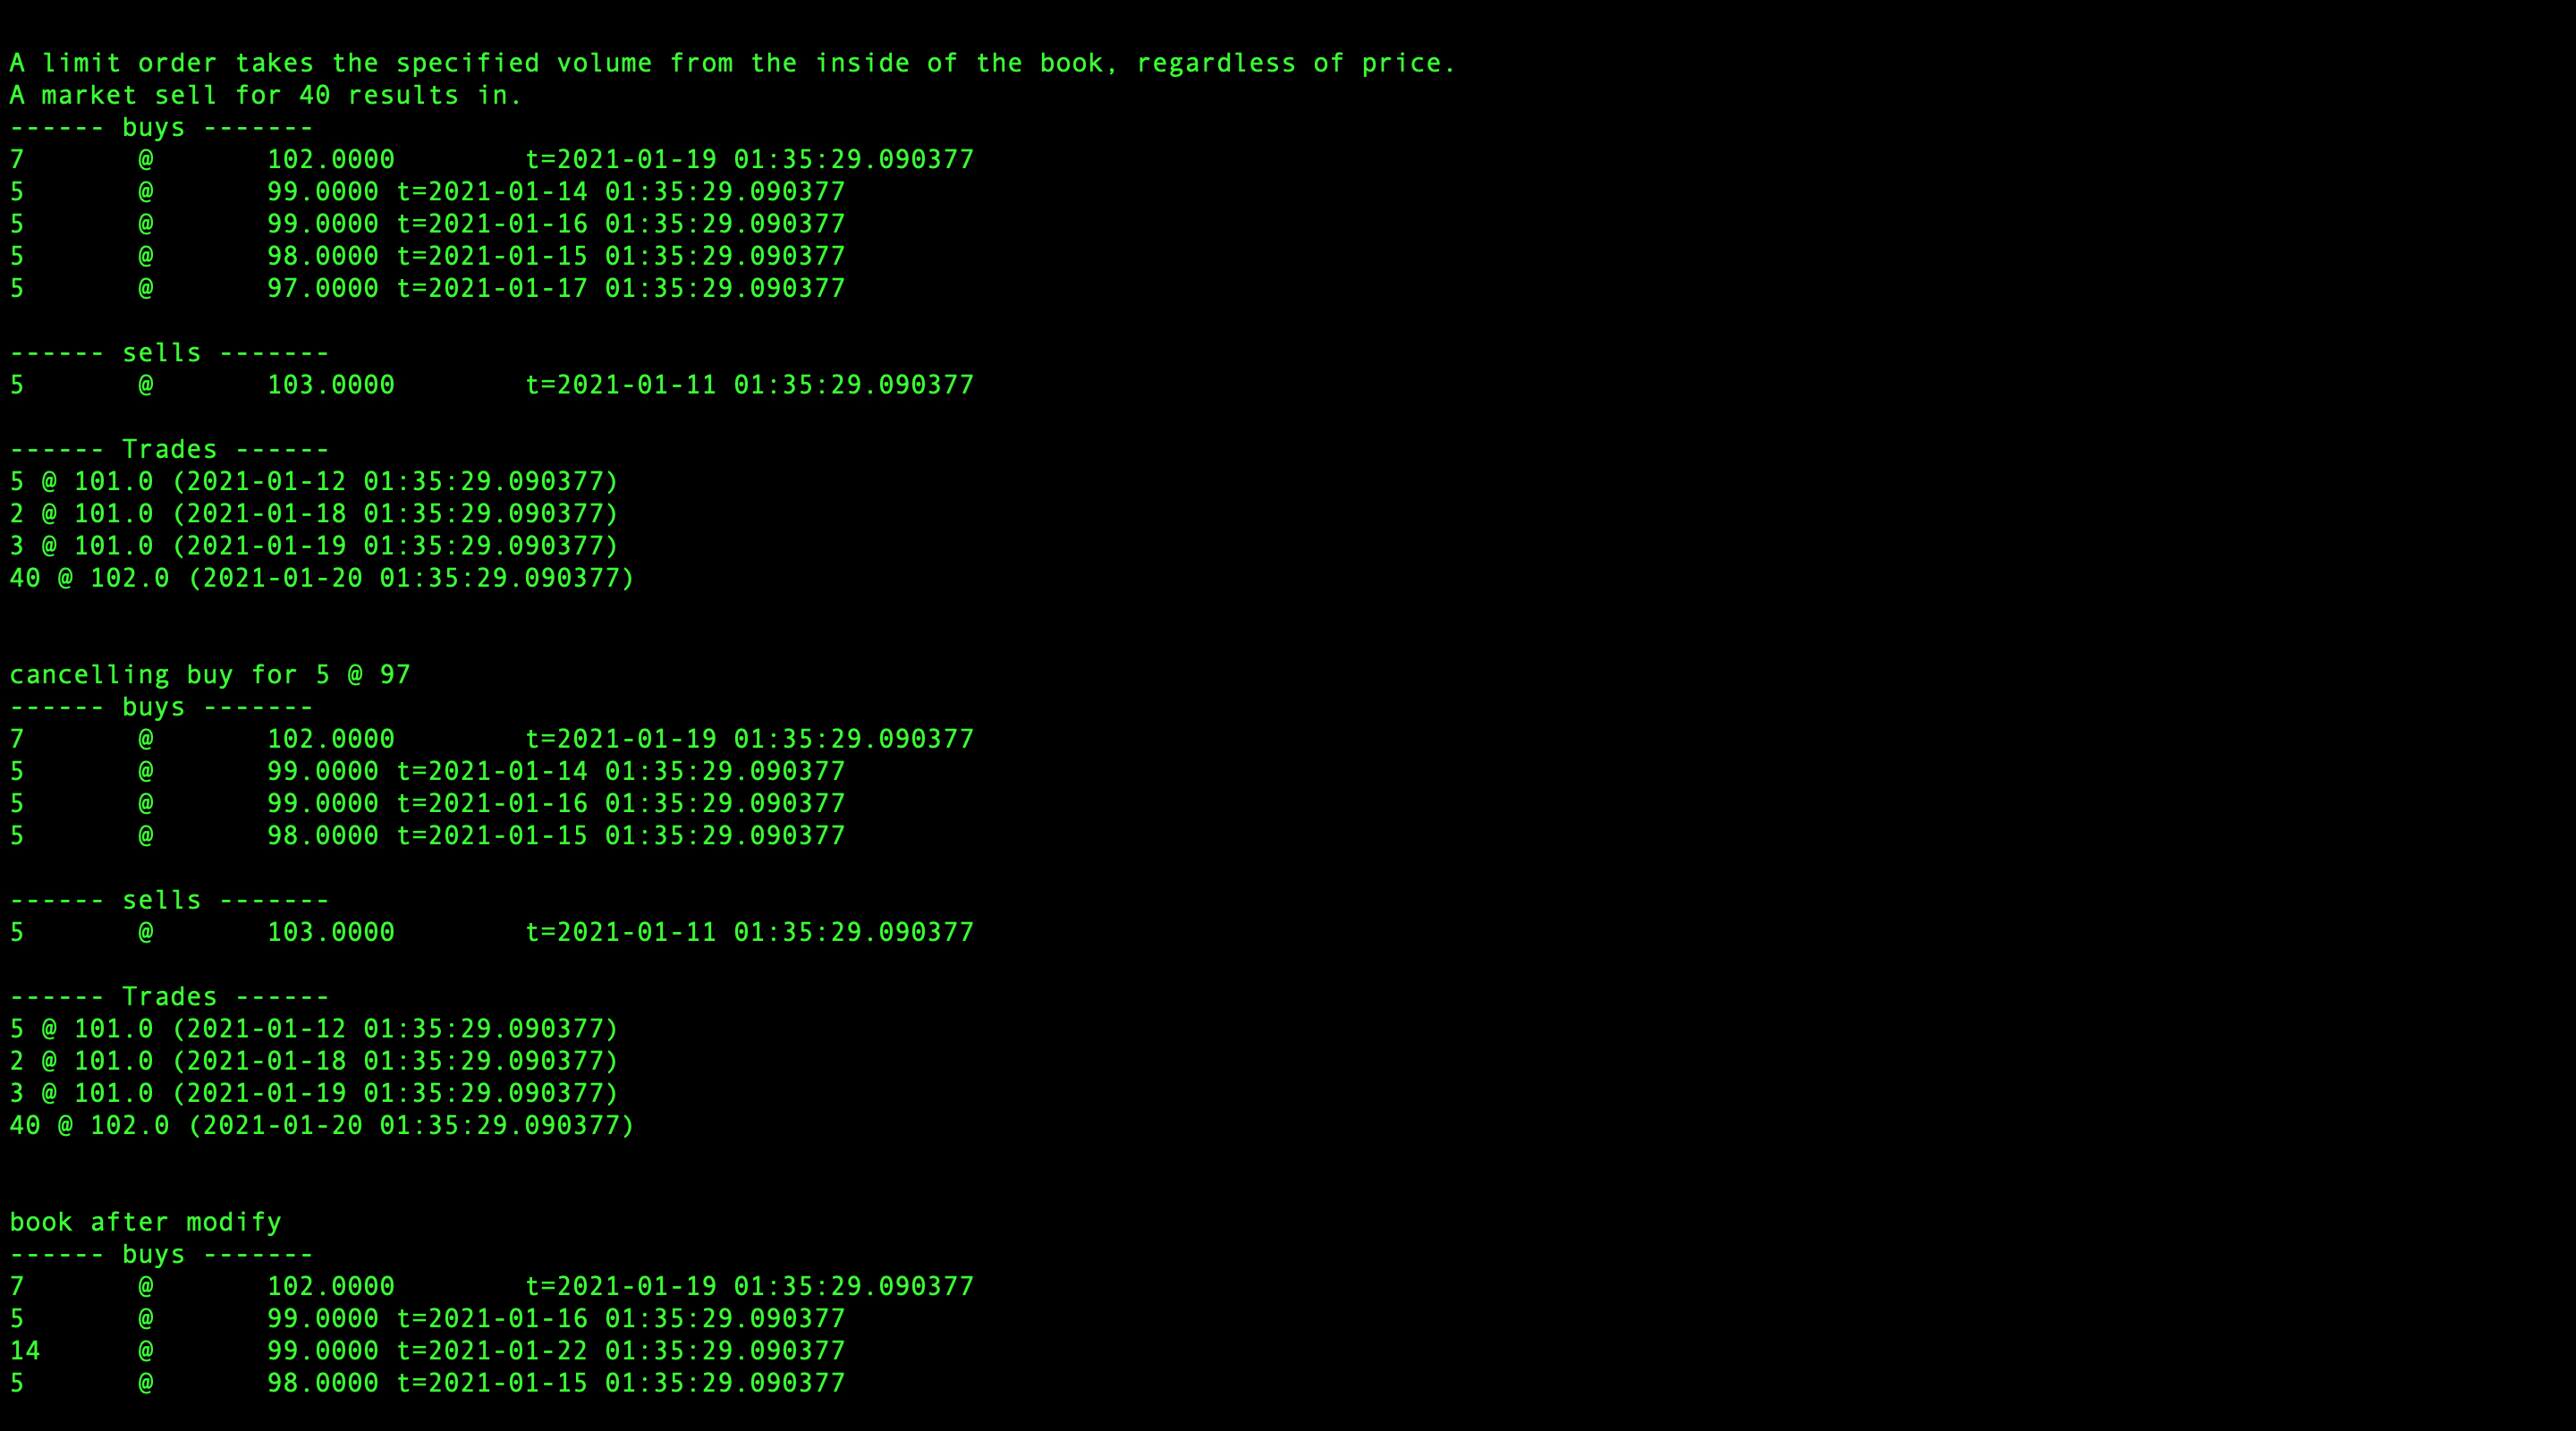 A limit order takes the specified volume from the inside of the book, regardless of price.
A market sell for 40 results in.
------ buys -------
7 @ 102.0000 t=2021-01-19 01:35:29.090377
5 @ 99.0000 t=2021-01-14 01:35:29.090377
5 @ 99.0000 t=2021-01-16 01:35:29.090377
5 @ 98.0000 t=2021-01-15 01:35:29.090377
5 @ 97.0000 t=2021-01-17 01:35:29.090377
------ sells -------
5 @ 103.0000 t=2021-01-11 01:35:29.090377
------ Trades ------
5 @ 101.0 (2021-01-12 01:35:29.090377)
2 @ 101.0 (2021-01-18 01:35:29.090377)
3 @ 101.0 (2021-01-19 01:35:29.090377)
40 @ 102.0 (2021-01-20 01:35:29.090377)
cancelling buy for 5 @ 97
------ buys -------
7 @ 102.0000 t=2021-01-19 01:35:29.090377
5 @ 99.0000 t=2021-01-14 01:35:29.090377
5 @ 99.0000 t=2021-01-16 01:35:29.090377
5 @ 98.0000 t=2021-01-15 01:35:29.090377
------ sells -------
5 @ 103.0000 t=2021-01-11 01:35:29.090377
------ Trades ------
5 @ 101.0 (2021-01-12 01:35:29.090377)
2 @ 101.0 (2021-01-18 01:35:29.090377)
3 @ 101.0 (2021-01-19 01:35:29.090377)
40 @ 102.0 (2021-01-20 01:35:29.090377)
book after modify
------ buys -------
7 @ 102.0000 t=2021-01-19 01:35:29.090377
5 @ 99.0000 t=2021-01-16 01:35:29.090377
14 @ 99.0000 t=2021-01-22 01:35:29.090377
5 @ 98.0000 t=2021-01-15 01:35:29.090377